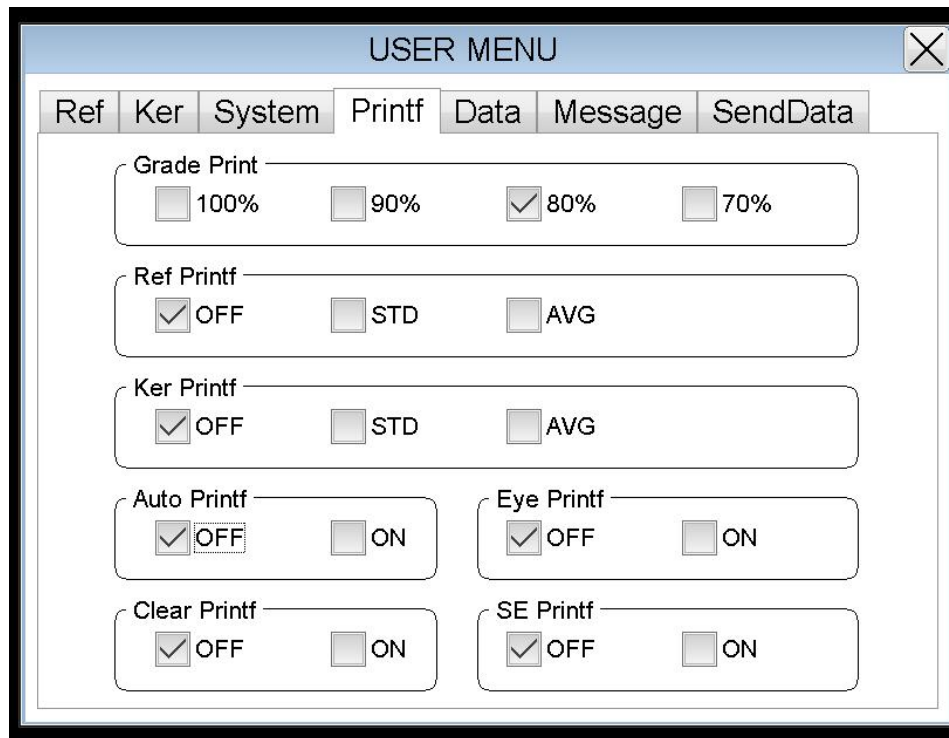 USER MENU
Ref Ker System Printf Data Message SendData
Grade Print
100% 90% 80% 70%
Ref Printf
OFF STD AVG
Ker Printf
OFF STD AVG
Auto Printf Eye Printf
OFF ON OFF ON
Clear Printf SE Printf
OFF ON OFF ON